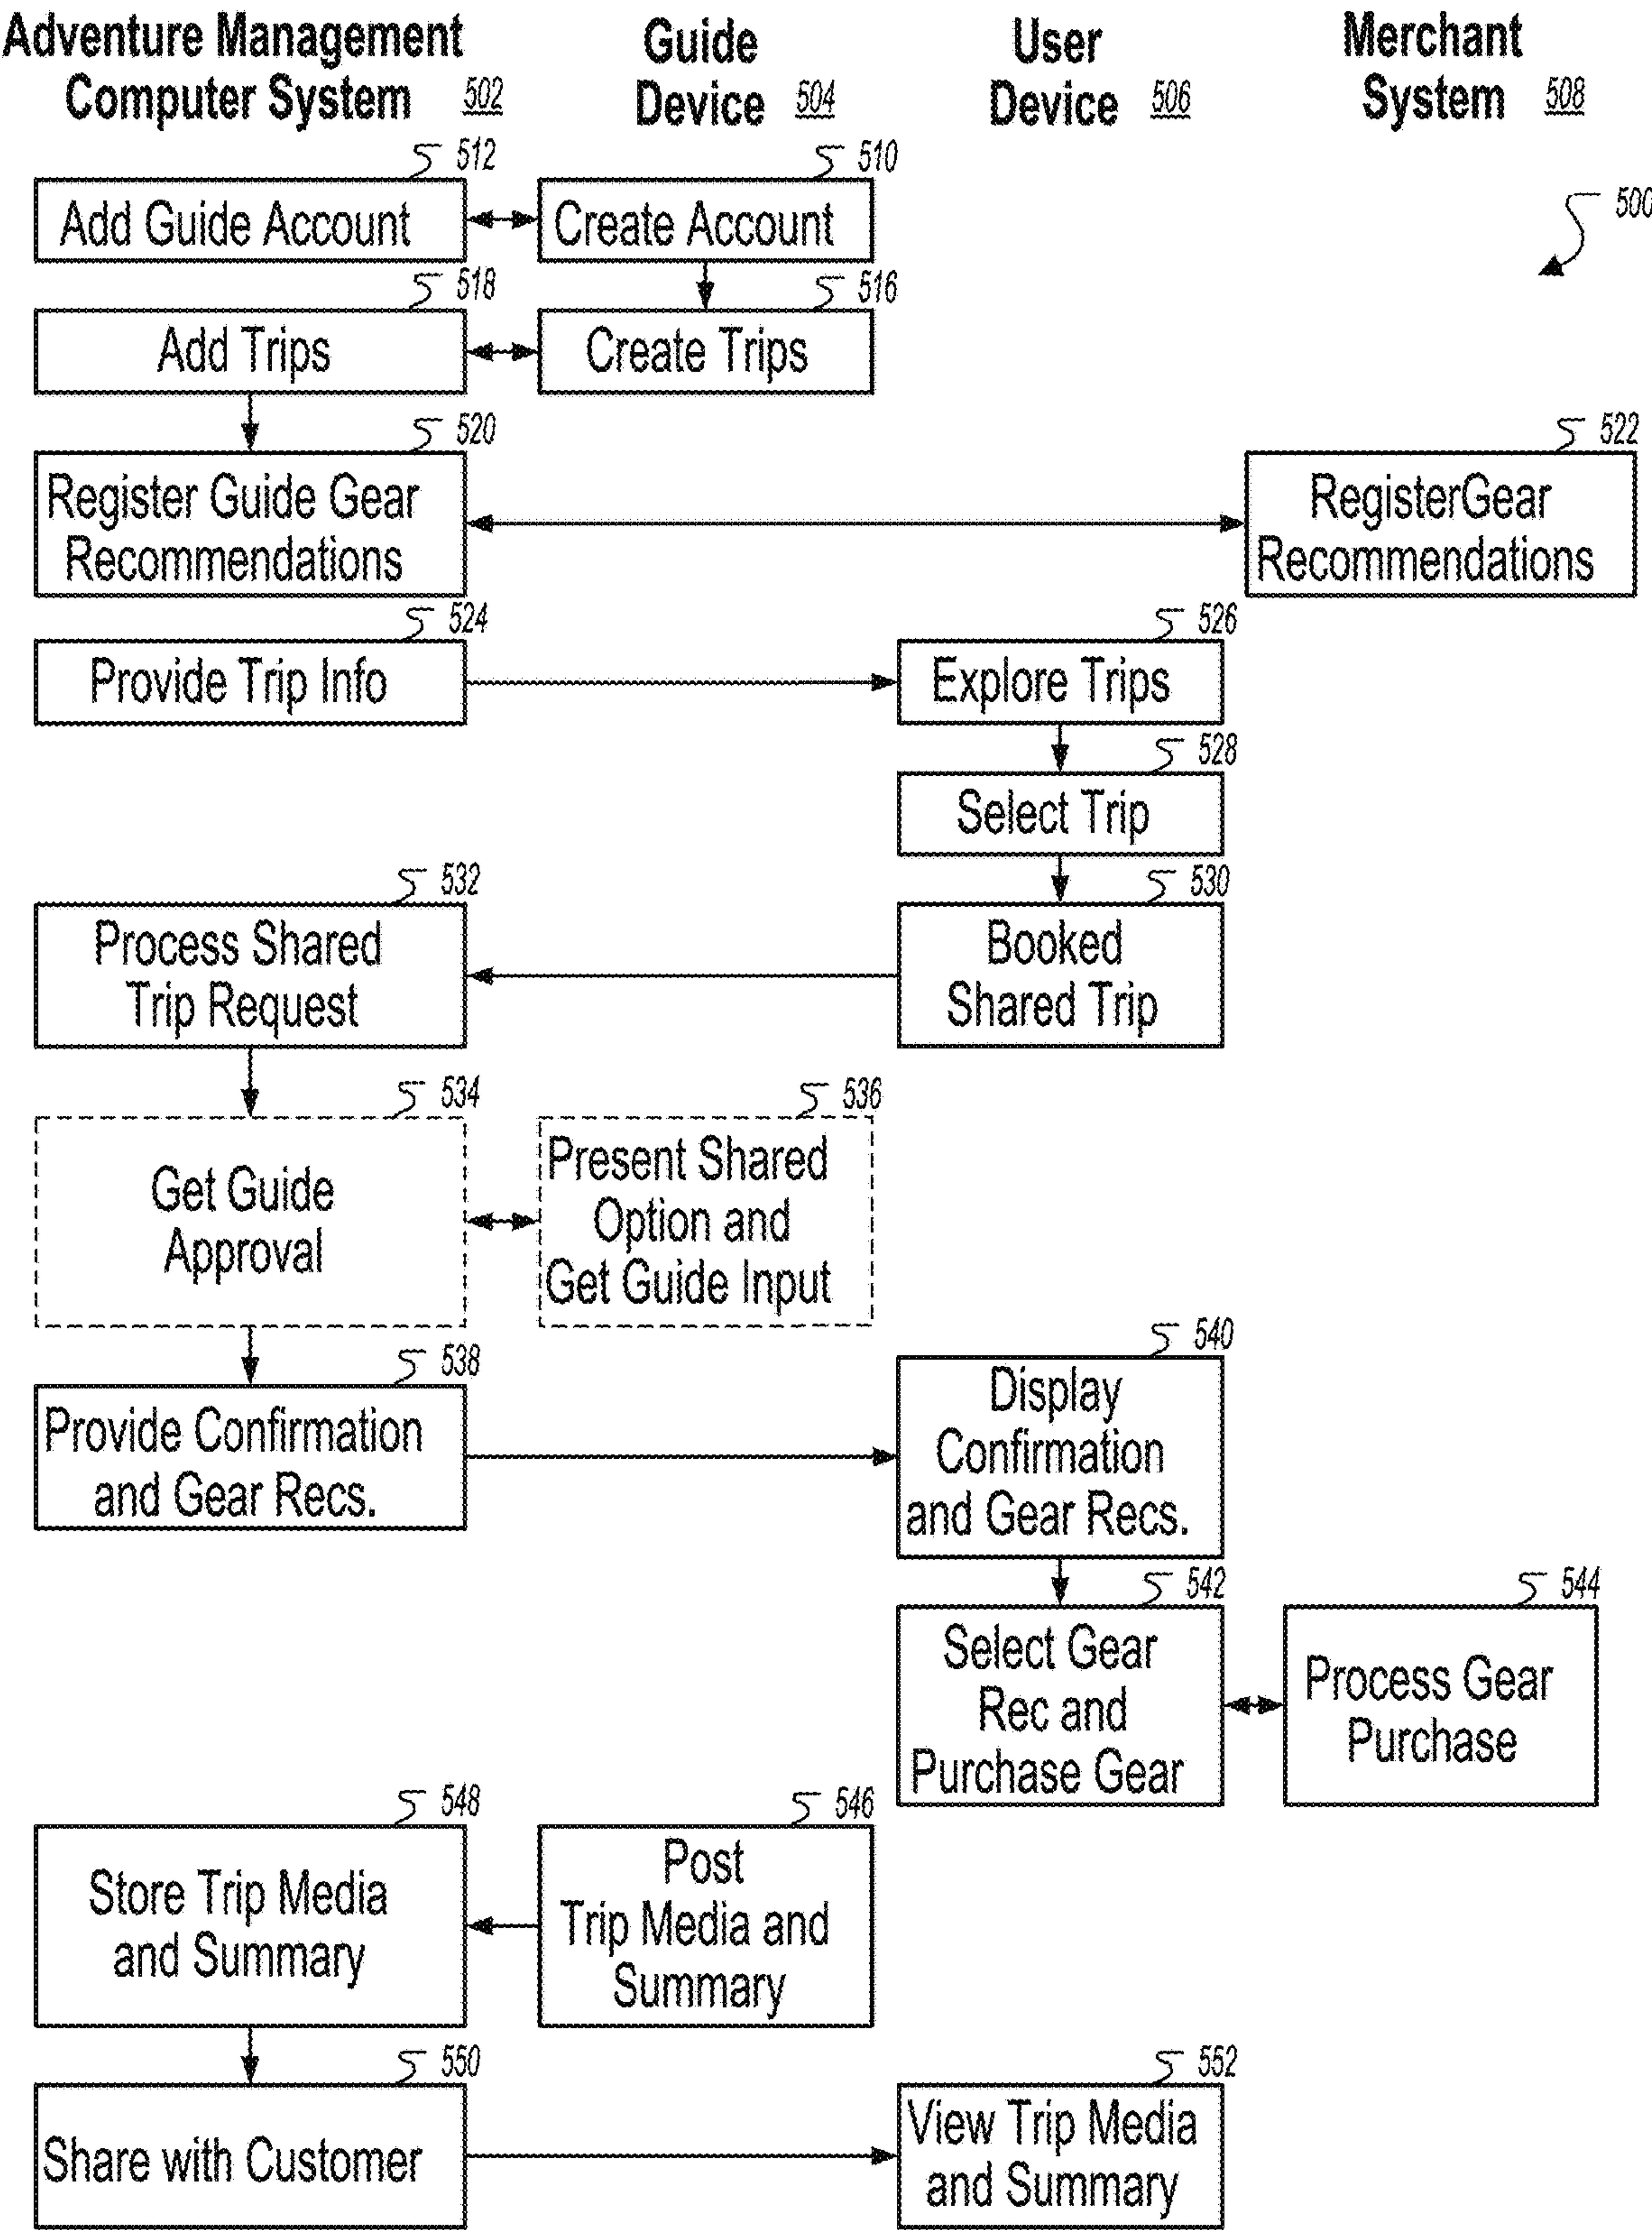 Adventure Management
Computer System 502
Guide
Device 504
User
Device 506
Merchant
System 508
500
512
Add Guide Account
510
Create Account
518
Add Trips
516
Create Trips
520
Register Guide Gear
Recommendations
522
RegisterGear
Recommendations
524
Provide Trip Info
526
Explore Trips
528
Select Trip
530
Booked
Shared Trip
532
Process Shared
Trip Request
534
Get Guide
Approval
536
Present Shared
Option and
Get Guide Input
538
Provide Confirmation
and Gear Recs.
540
Display
Confirmation
and Gear Recs.
542
Select Gear
Rec and
Purchase Gear
544
Process Gear
Purchase
548
Store Trip Media
and Summary
546
Post
Trip Media and
Summary
550
Share with Customer
552
View Trip Media
and Summary